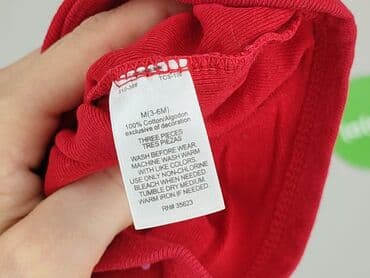 M(3-6M)
100% Cotton/Algodon
exclusive of decoration
THREE PIECES
TRES PIEZAS
WASH BEFORE WEAR.
MACHINE WASH WARM
WITH LIKE COLORS.
USE ONLY NON-CHLORINE
BLEACH WHEN NEEDED.
TUMBLE DRY MEDIUM.
WARM IRON IF NEEDED.
RN# 35623